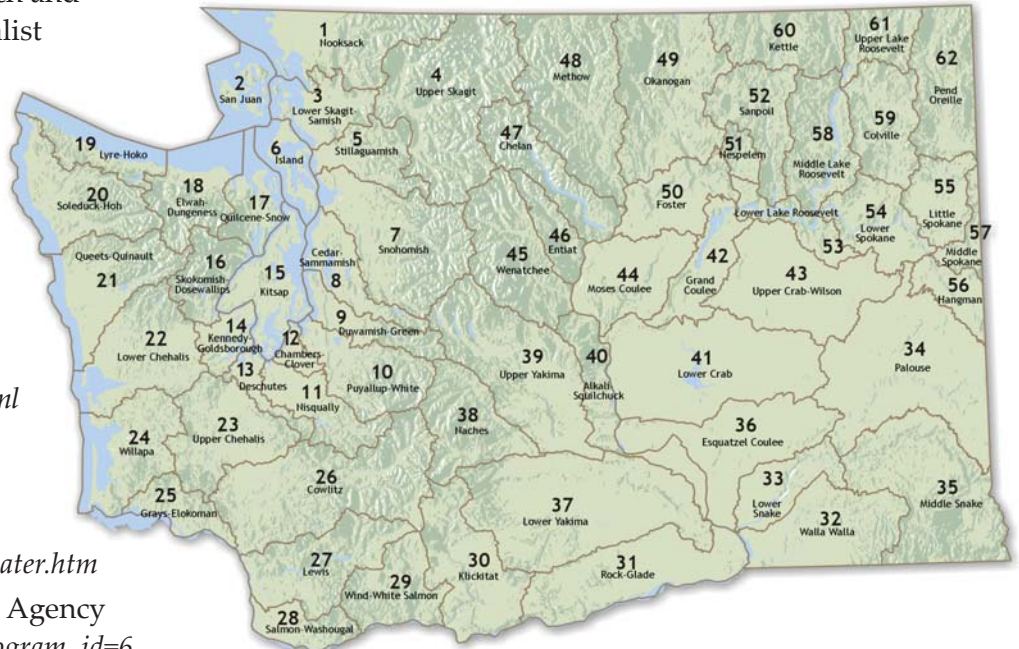 and
1
Nooksack
2
San Juan
3
Lower Skagit-
Samish
4
Upper Skagit
5
Stillaguamish
6
Island
7
Snohomish
Cedar-
Sammamish
8
9
Duwamish-Green
10
Puyallup-White
11
Nisqually
12
Chambers-
Clover
13
Deschutes
14
Kennedy-
Goldsborough
15
Kitsap
16
Skokomish-
Dosewallips
17
Quilcene-Snow
18
Elwah-
Dungeness
19
Lyre-Hoko
20
Soleduck-Hoh
Queets-Quinault
21
22
Lower Chehalis
23
Upper Chehalis
24
Willapa
25
Grays-Elokoman
26
Cowlitz
27
Lewis
28
Salmon-Washougal
29
Wind-White Salmon
30
Klickitat
31
Rock-Glade
32
Walla Walla
33
Lower
Snake
34
Palouse
35
Middle Snake
36
Esquatzel Coulee
37
Lower Yakima
38
Naches
39
Upper Yakima
40
Alkali
Squilchuck
41
Lower Crab
42
Grand
Coulee
43
Upper Crab-Wilson
44
Moses Coulee
45
Wenatchee
46
Entiat
47
Chelan
48
Methow
49
Okanogan
50
Foster
51
Nespelem
52
Sanpoil
Lower Lake Roosevelt
53
54
Lower
Spokane
55
Little
Spokane
56
Hangman
57
Middle
Spokane
58
Middle Lake
Roosevelt
59
Colville
60
Kettle
61
Upper Lake
Roosevelt
62
Pend
Oreille
ater.htm
Agency
ogram_id=6